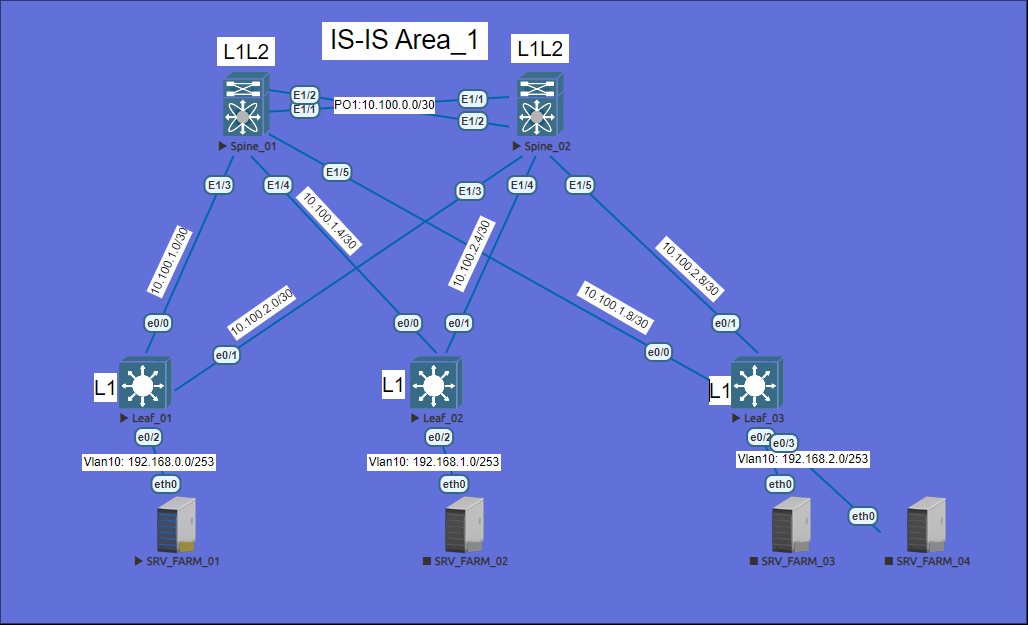 IS-IS Area_1
L1L2
L1L2
E1/2
E1/1
PO1:10.100.0.0/30
E1/1
E1/2
Spine_01
Spine_02
E1/3
E1/4
E1/5
E1/3
E1/4
E1/5
10.100.1.0/30
10.100.1.4/30
10.100.2.4/30
10.100.2.8/30
10.100.2.0/30
10.100.1.8/30
e0/0
e0/1
e0/0
e0/1
e0/0
e0/1
L1
L1
L1
Leaf_01
Leaf_02
Leaf_03
e0/2
e0/2
e0/2
e0/3
Vlan10: 192.168.0.0/253
Vlan10: 192.168.1.0/253
Vlan10: 192.168.2.0/253
eth0
eth0
eth0
eth0
SRV_FARM_01
SRV_FARM_02
SRV_FARM_03
SRV_FARM_04